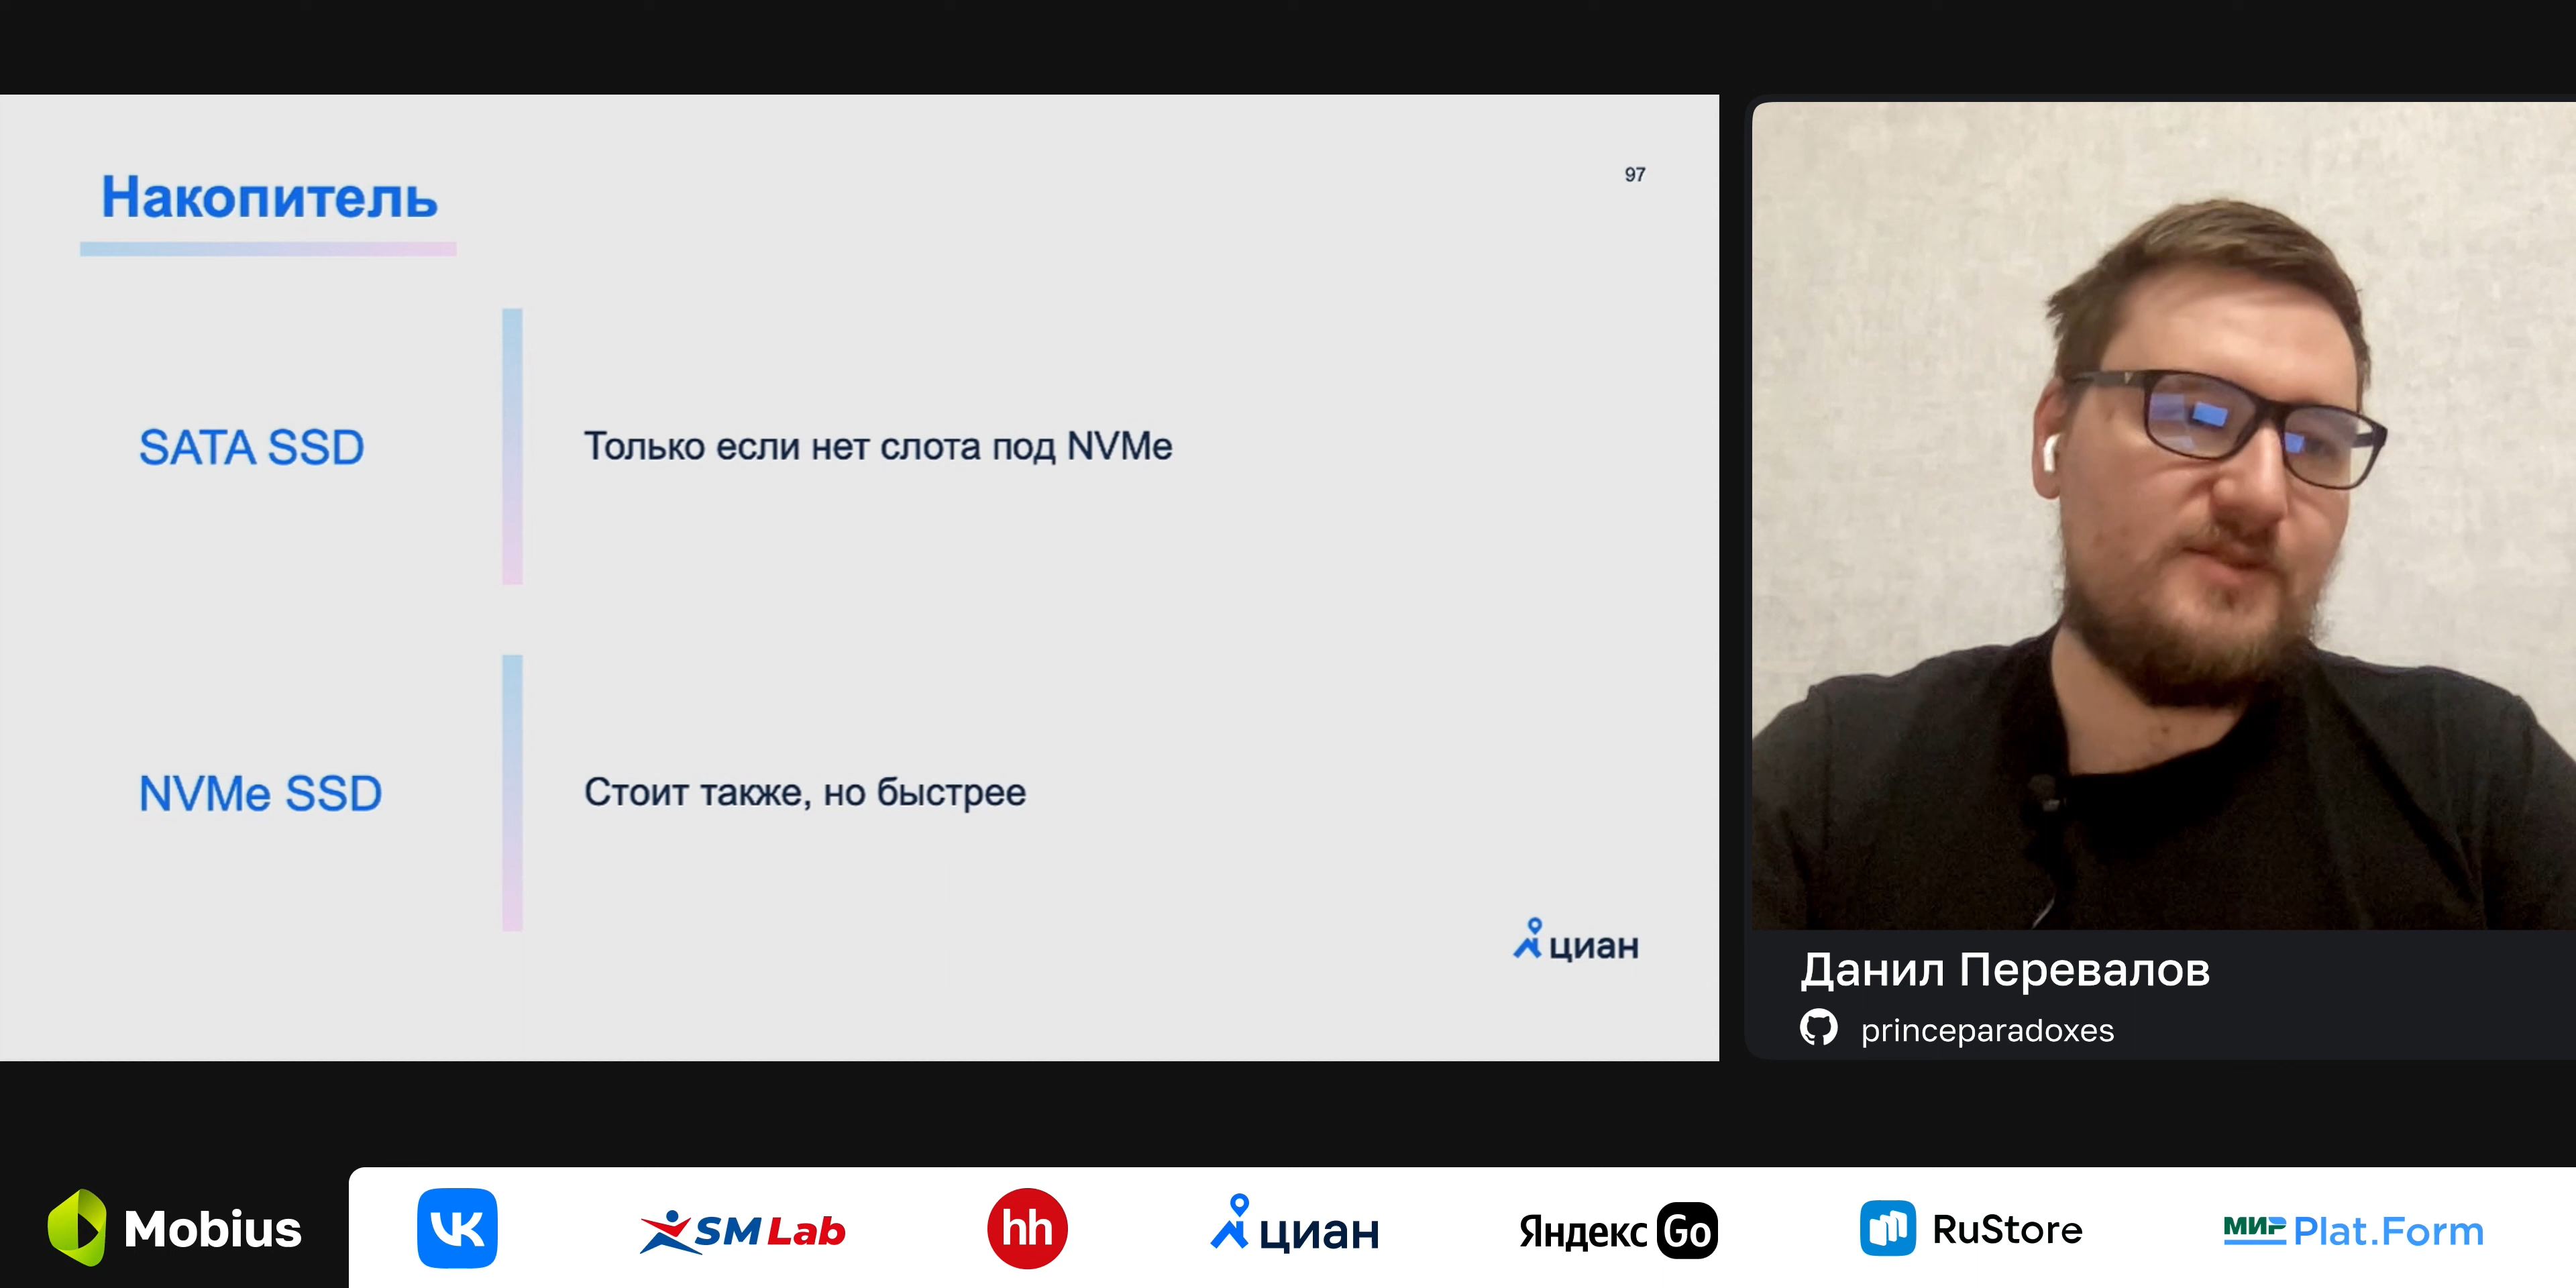 Накопитель
97
SATA SSD
Только если нет слота под NVMe
NVMe SSD
Стоит также, но быстрее
циан
Данил Перевалов
princeparadoxes
Mobius
VK
SM Lab
hh
циан
Яндекс Go
RuStore
МИР Plat.Form